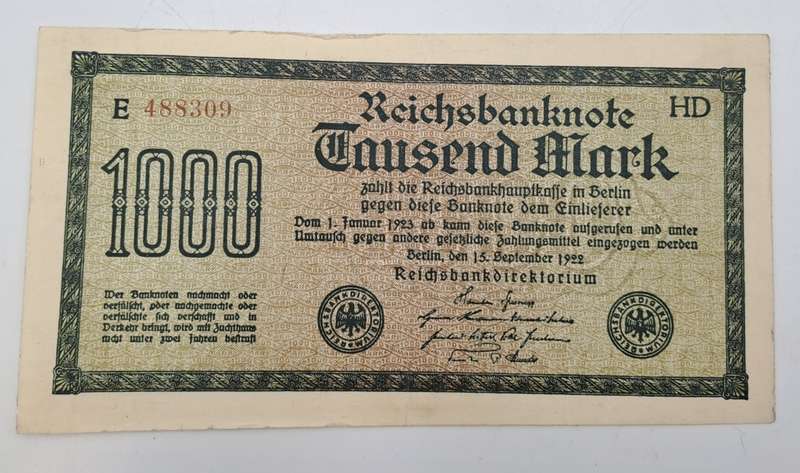 E 488309
HD
Reichsbanknote
1000
Tausend Mark
zahlt die Reichsbankhauptkasse in Berlin
gegen diese Banknote dem Einlieferer
Vom 1. Januar 1923 ab kann diese Banknote aufgerufen und unter
Umtausch gegen andere gesetzliche Zahlungsmittel eingezogen werden
Berlin, den 15. September 1922
Reichsbankdirektorium
Wer Banknoten nachmacht oder
verfälscht, oder nachgemachte oder
verfälschte sich verschafft und in
Verkehr bringt, wird mit Zuchthaus
nicht unter zwei Jahren bestraft
REICHSBANKDIREKTORIUM
REICHSBANKDIREKTORIUM